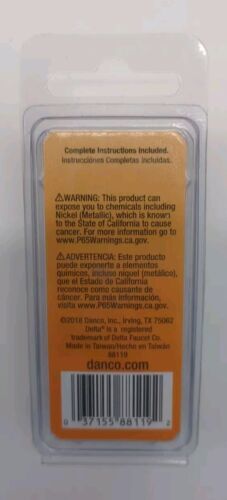 Complete Instructions Included.
Instrucciónes Completas Incluidas.
⚠WARNING: This product can
expose you to chemicals including
Nickel (Metallic), which is known
to the State of California to cause
cancer. For more information go to
www.P65Warnings.ca.gov.
⚠ADVERTENCIA: Este producto
puede exponerte a elementos
químicos, incluso níquel (metálico),
que el Estado de California
reconoce como causante de
cáncer. Para más información,
visita www.P65Warnings.ca.gov.
©2018 Danco, Inc., Irving, TX 75062
Delta® is a registered
trademark of Delta Faucet Co.
Made in Taiwan/Hecho en Taiwán
88119
danco.com
0 37155 88119 2